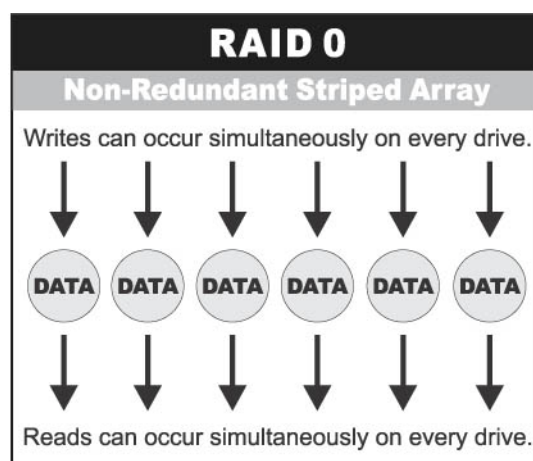 RAID 0
Non-Redundant Striped Array
Writes can occur simultaneously on every drive.
DATA DATA DATA DATA DATA DATA
Reads can occur simultaneously on every drive.